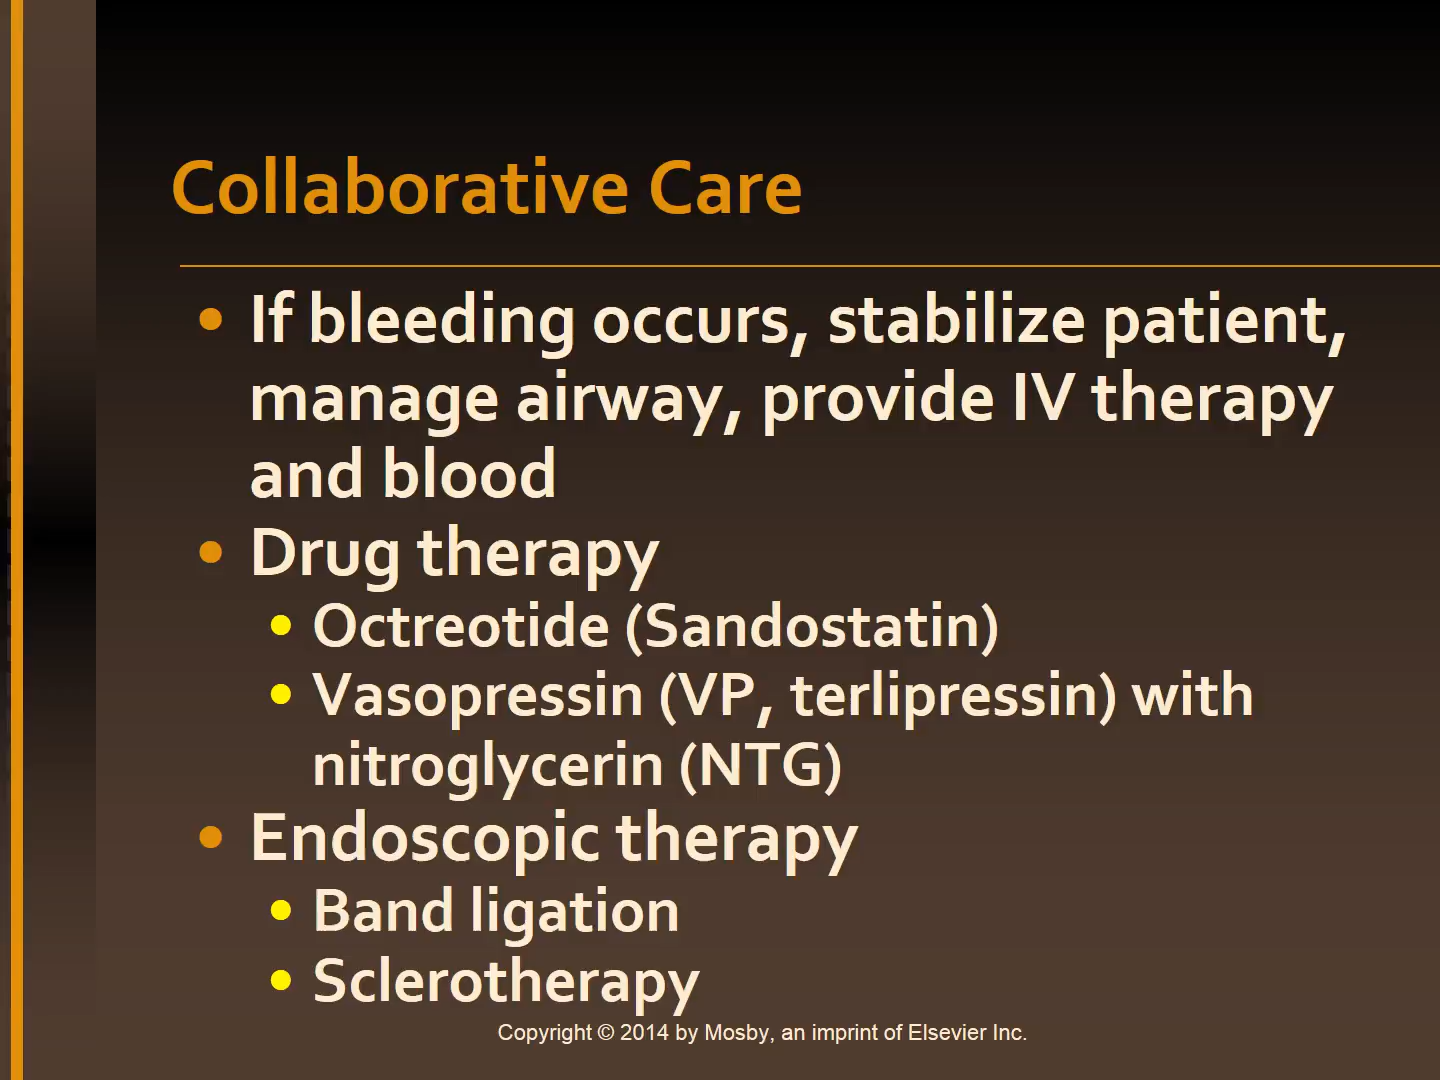 Collaborative Care
• If bleeding occurs, stabilize patient,
manage airway, provide IV therapy
and blood
• Drug therapy
• Octreotide (Sandostatin)
• Vasopressin (VP, terlipressin) with
nitroglycerin (NTG)
• Endoscopic therapy
• Band ligation
• Sclerotherapy
Copyright © 2014 by Mosby, an imprint of Elsevier Inc.